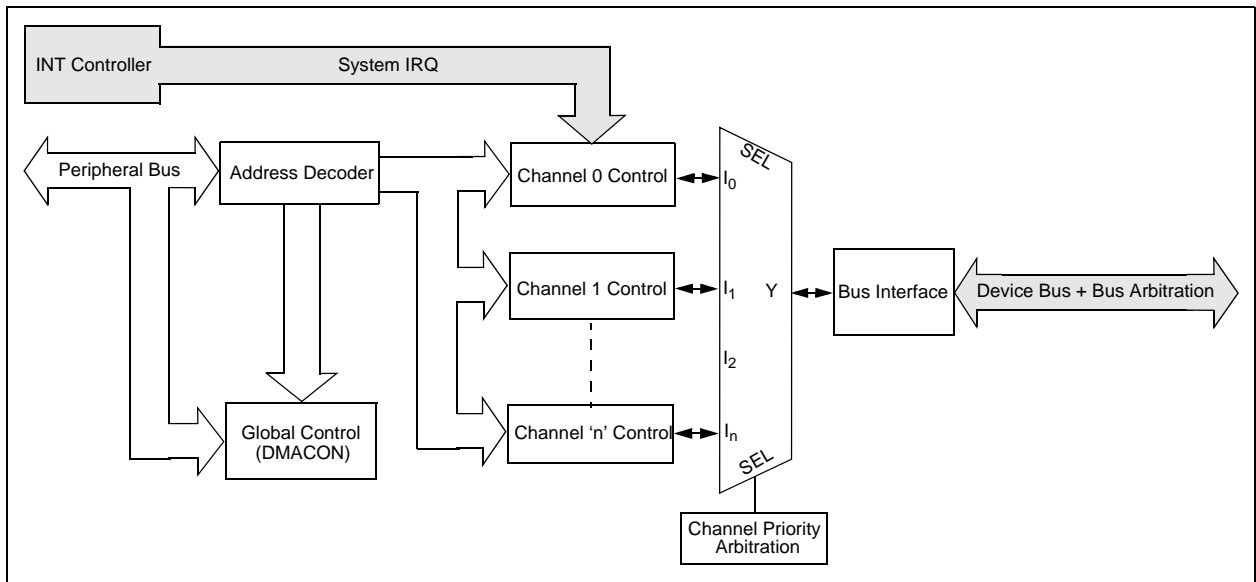 INT Controller
System IRQ
Peripheral Bus
Address Decoder
Channel 0 Control
SEL
I0
Channel 1 Control
I1
Y
Bus Interface
Device Bus + Bus Arbitration
I2
Global Control
(DMACON)
Channel ‘n’ Control
In
SEL
Channel Priority
Arbitration